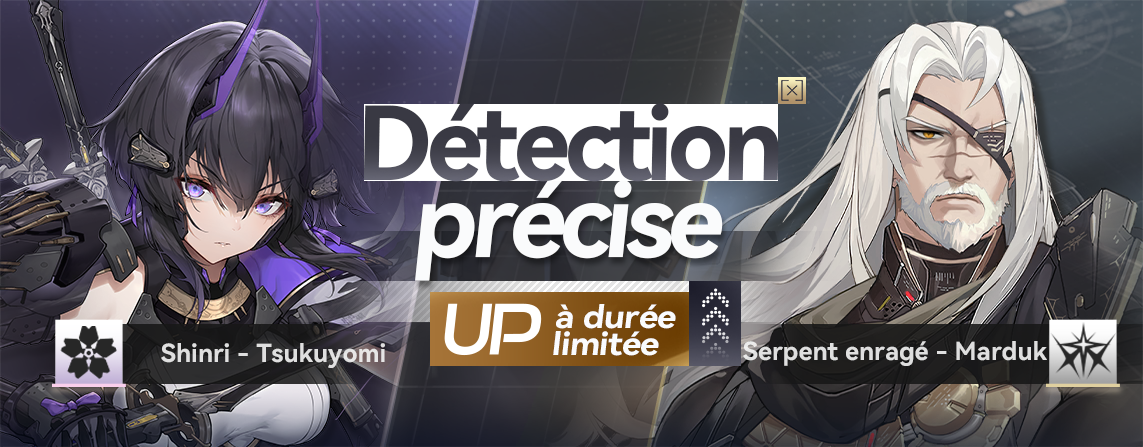 Détection
précise
UP à durée
limitée
Shinri - Tsukuyomi
Serpent enragé - Marduk